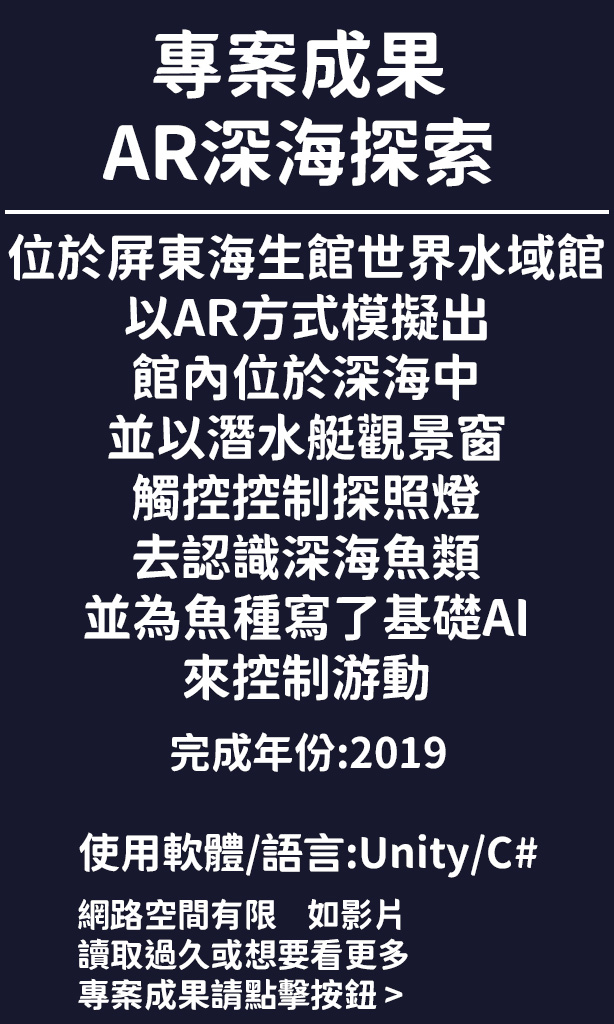 專案成果
AR深海探索
位於屏東海生館世界水域館
以AR方式模擬出
館內位於深海中
並以潛水艇觀景窗
觸控控制探照燈
去認識深海魚類
並為魚種寫了基礎AI
來控制游動
完成年份:2019
使用軟體/語言:Unity/C#
網路空間有限　如影片
讀取過久或想要看更多
專案成果請點擊按鈕 >